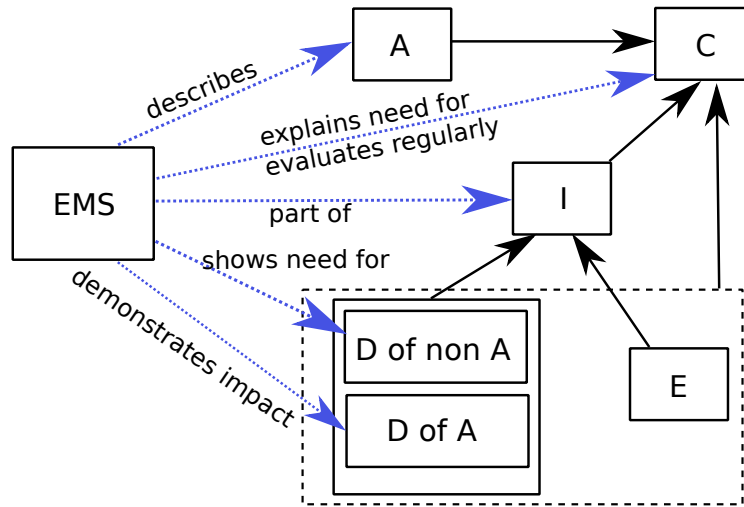 A
C
describes
explains need for
evaluates regularly
EMS
part of
I
shows need for
demonstrates impact
D of non A
E
D of A